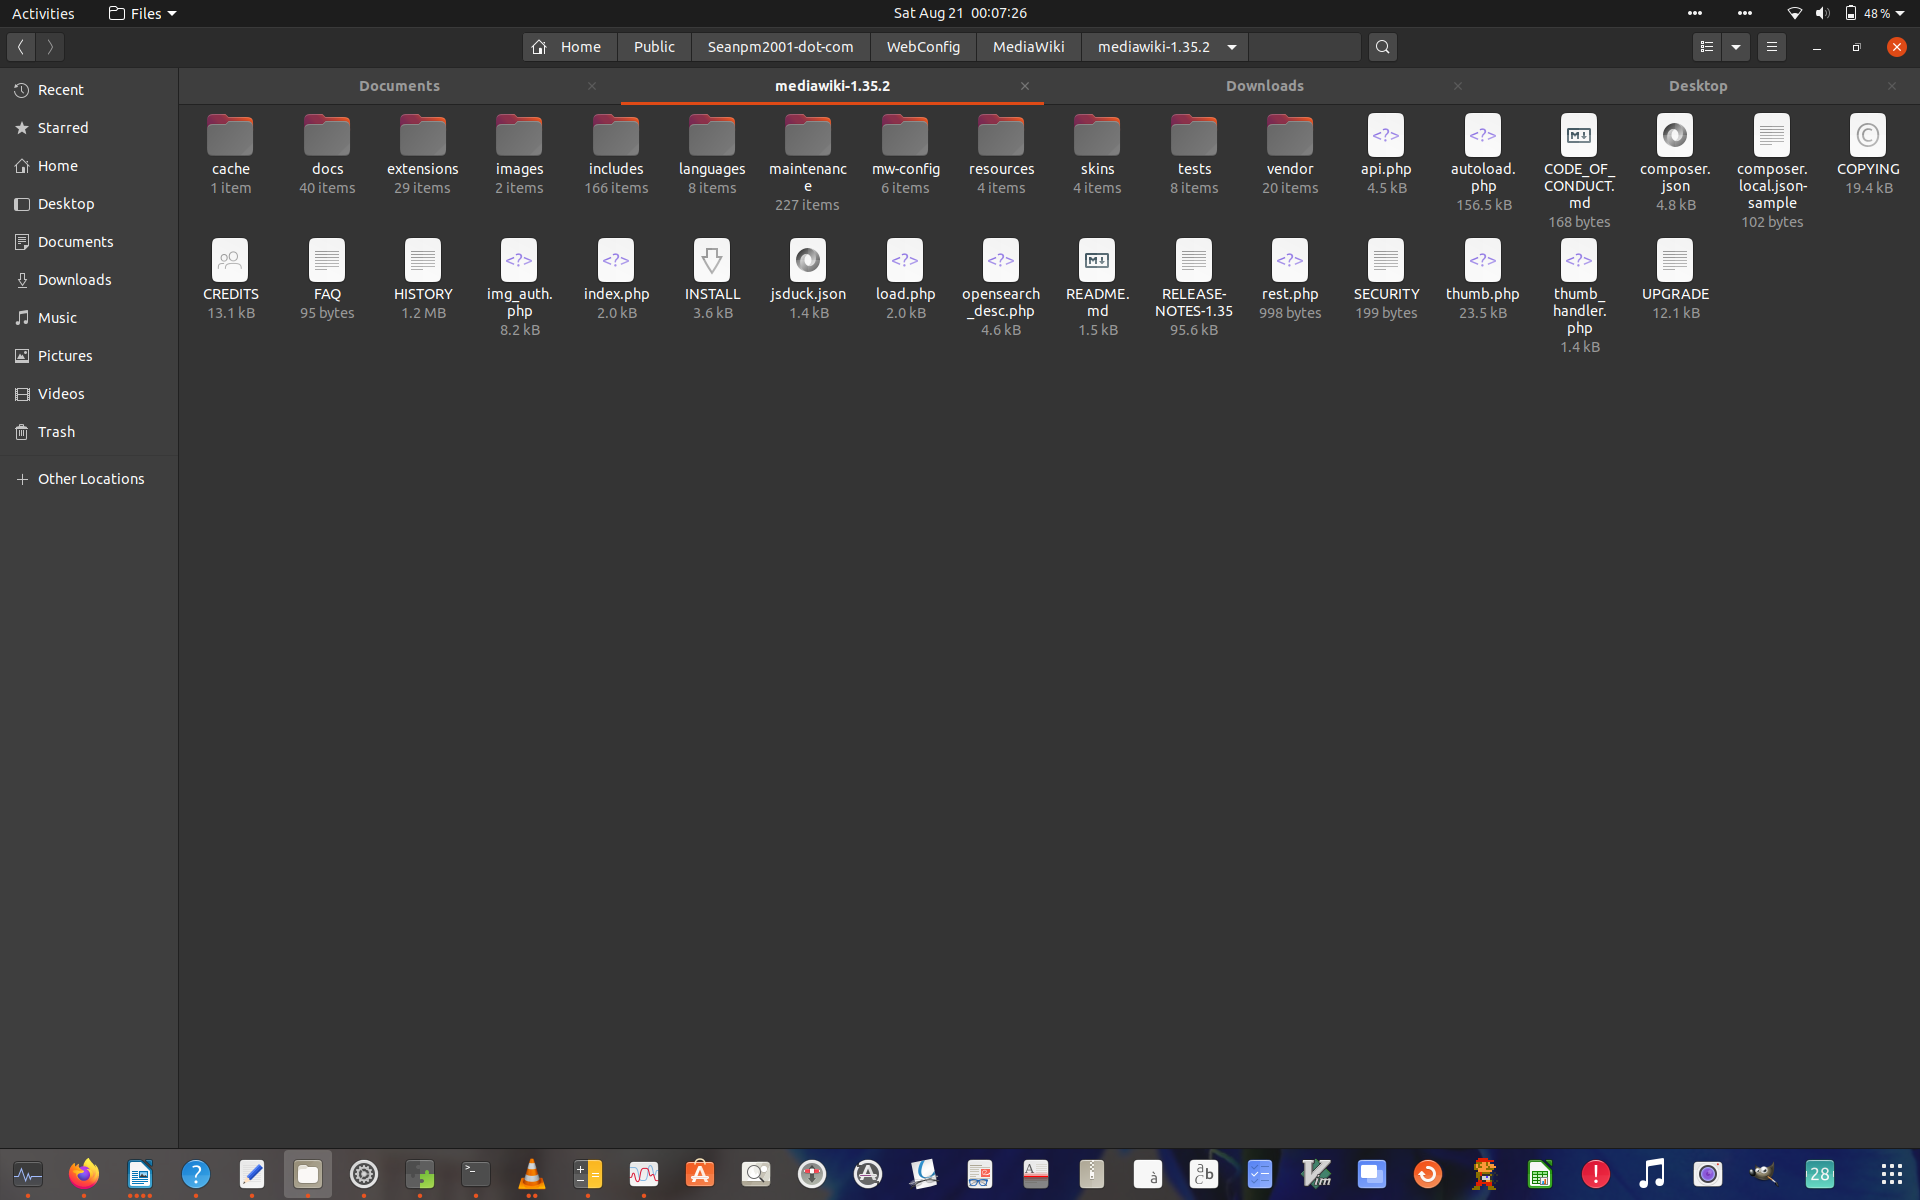 Activities Files Sat Aug 21 00:07:26 48 %
Home Public Seanpm2001-dot-com WebConfig MediaWiki mediawiki-1.35.2
Documents mediawiki-1.35.2 Downloads Desktop
Recent
Starred
Home
Desktop
Documents
Downloads
Music
Pictures
Videos
Trash
Other Locations
cache
1 item
docs
40 items
extensions
29 items
images
2 items
includes
166 items
languages
8 items
maintenanc
e
227 items
mw-config
6 items
resources
4 items
skins
4 items
tests
8 items
vendor
20 items
<?>
api.php
4.5 kB
<?>
autoload.
php
156.5 kB
M
CODE_OF_
CONDUCT.
md
168 bytes
composer.
json
4.8 kB
composer.
local.json-
sample
102 bytes
©
COPYING
19.4 kB
CREDITS
13.1 kB
FAQ
95 bytes
HISTORY
1.2 MB
<?>
img_auth.
php
8.2 kB
<?>
index.php
2.0 kB
INSTALL
3.6 kB
jsduck.json
1.4 kB
<?>
load.php
2.0 kB
<?>
opensearch
_desc.php
4.6 kB
M
README.
md
1.5 kB
RELEASE-
NOTES-1.35
95.6 kB
<?>
rest.php
998 bytes
SECURITY
199 bytes
<?>
thumb.php
23.5 kB
<?>
thumb_
handler.
php
1.4 kB
UPGRADE
12.1 kB
? >_ A A à a b c Vim ! 28